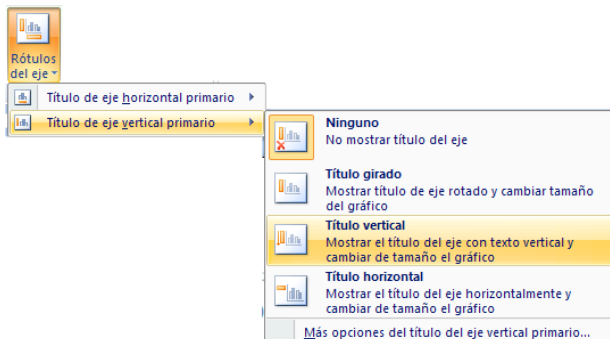 Rótulos
del eje
Título de eje horizontal primario
Título de eje vertical primario
Ninguno
No mostrar título del eje
Título girado
Mostrar título de eje rotado y cambiar tamaño
del gráfico
Título vertical
Mostrar el título del eje con texto vertical y
cambiar de tamaño el gráfico
Título horizontal
Mostrar el título del eje horizontalmente y
cambiar de tamaño el gráfico
Más opciones del título del eje vertical primario...